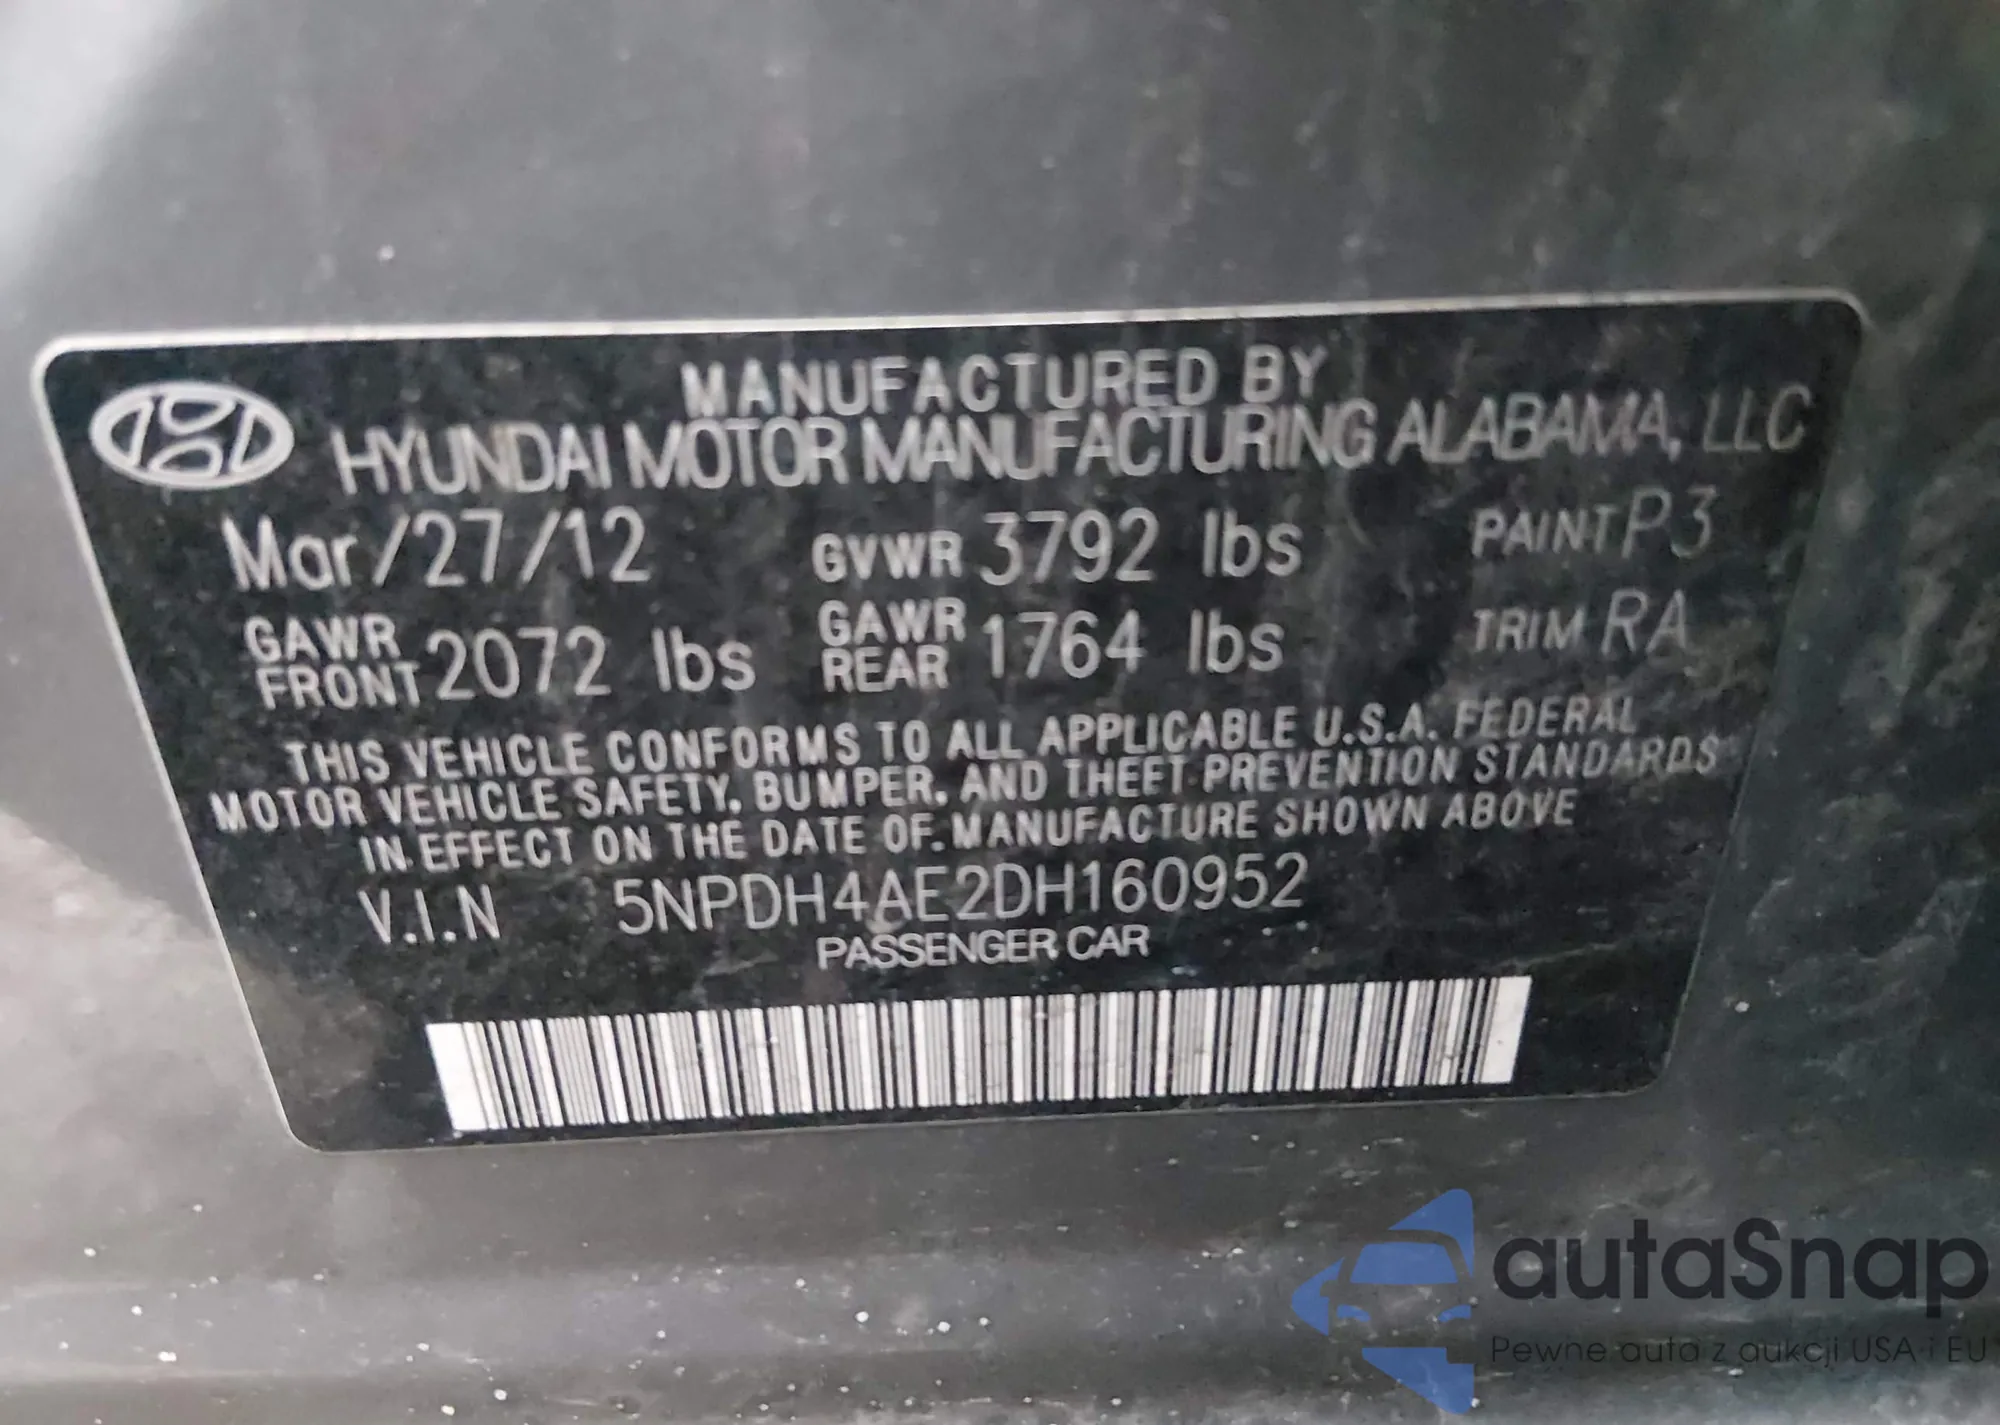 MANUFACTURED BY
HYUNDAI MOTOR MANUFACTURING ALABAMA, LLC
Mar/27/12 GVWR 3792 lbs PAINT P3
GAWR FRONT 2072 lbs GAWR REAR 1764 lbs TRIM RA
THIS VEHICLE CONFORMS TO ALL APPLICABLE U.S.A. FEDERAL
MOTOR VEHICLE SAFETY, BUMPER, AND THEFT PREVENTION STANDARDS
IN EFFECT ON THE DATE OF MANUFACTURE SHOWN ABOVE
V.I.N 5NPDH4AE2DH160952
PASSENGER CAR
autaSnap
Pewne auta z aukcji USA i EU